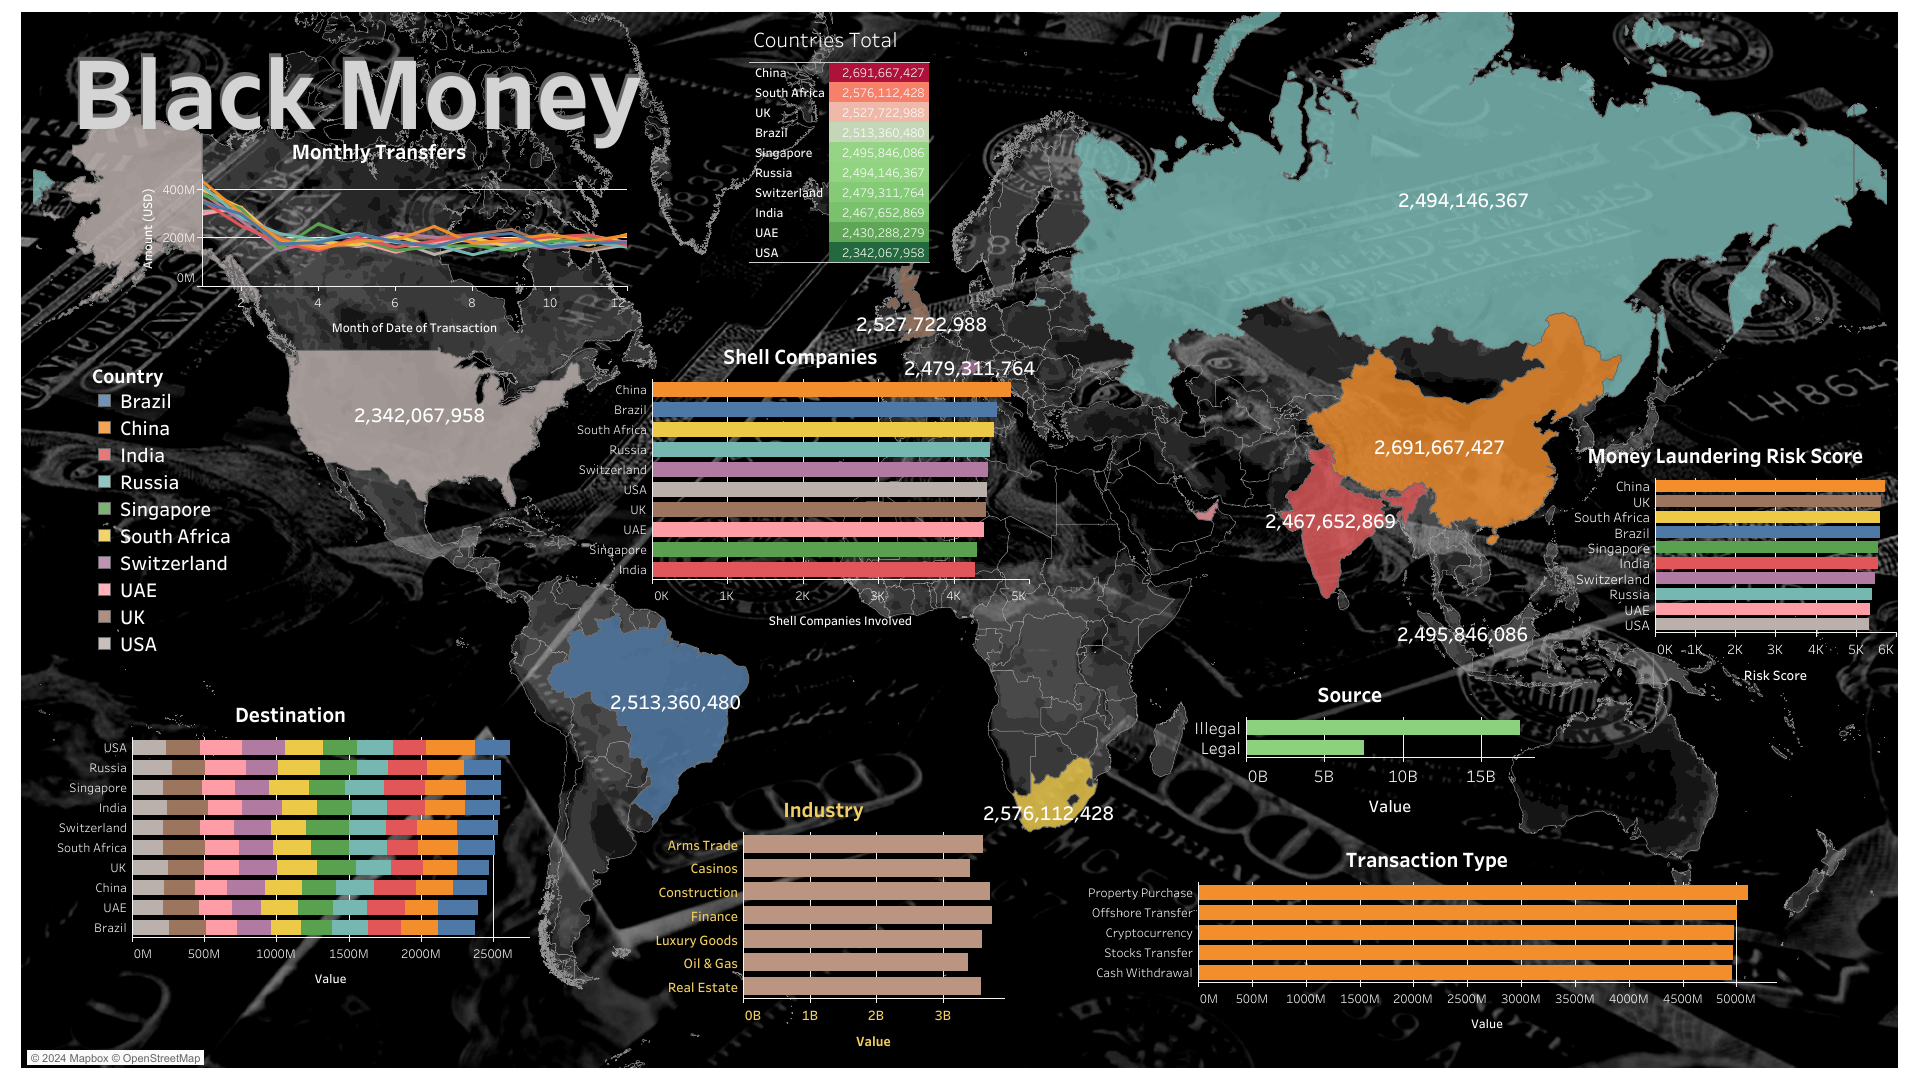 Black Money
Countries Total
China 2,691,667,427
South Africa 2,576,112,428
UK 2,527,722,988
Brazil 2,513,360,480
Singapore 2,495,846,086
Russia 2,494,146,367
Switzerland 2,479,311,764
India 2,467,652,869
UAE 2,430,288,279
USA 2,342,067,958
Monthly Transfers
Amount (USD)
400M
200M
0M
2 4 6 8 10 12
Month of Date of Transaction
Country
Brazil
China
India
Russia
Singapore
South Africa
Switzerland
UAE
UK
USA
2,342,067,958
2,527,722,988
2,479,311,764
2,494,146,367
2,691,667,427
2,467,652,869
2,495,846,086
2,513,360,480
2,576,112,428
Shell Companies
China
Brazil
South Africa
Russia
Switzerland
USA
UK
UAE
Singapore
India
0K 1K 2K 3K 4K 5K
Shell Companies Involved
Money Laundering Risk Score
China
UK
South Africa
Brazil
Singapore
India
Switzerland
Russia
UAE
USA
0K 1K 2K 3K 4K 5K 6K
Risk Score
LH8612
Source
Illegal
Legal
0B 5B 10B 15B
Value
Destination
USA
Russia
Singapore
India
Switzerland
South Africa
UK
China
UAE
Brazil
0M 500M 1000M 1500M 2000M 2500M
Value
Industry
Arms Trade
Casinos
Construction
Finance
Luxury Goods
Oil & Gas
Real Estate
0B 1B 2B 3B
Value
Transaction Type
Property Purchase
Offshore Transfer
Cryptocurrency
Stocks Transfer
Cash Withdrawal
0M 500M 1000M 1500M 2000M 2500M 3000M 3500M 4000M 4500M 5000M
Value
© 2024 Mapbox © OpenStreetMap